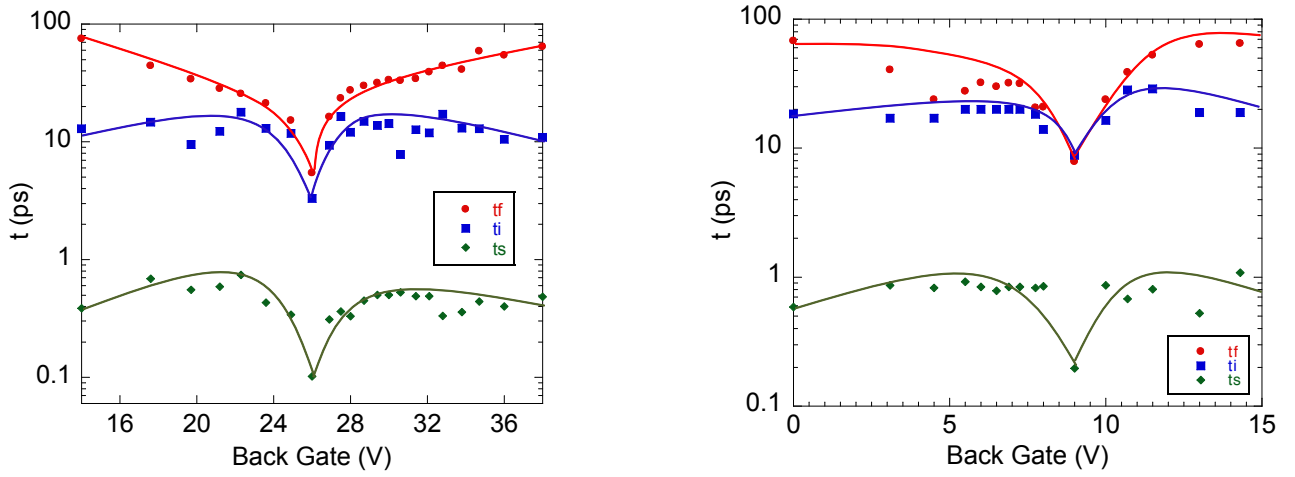 100
10
1
0.1
t (ps)
16 20 24 28 32 36
Back Gate (V)
tf
ti
ts
100
10
1
0.1
t (ps)
0 5 10 15
Back Gate (V)
tf
ti
ts